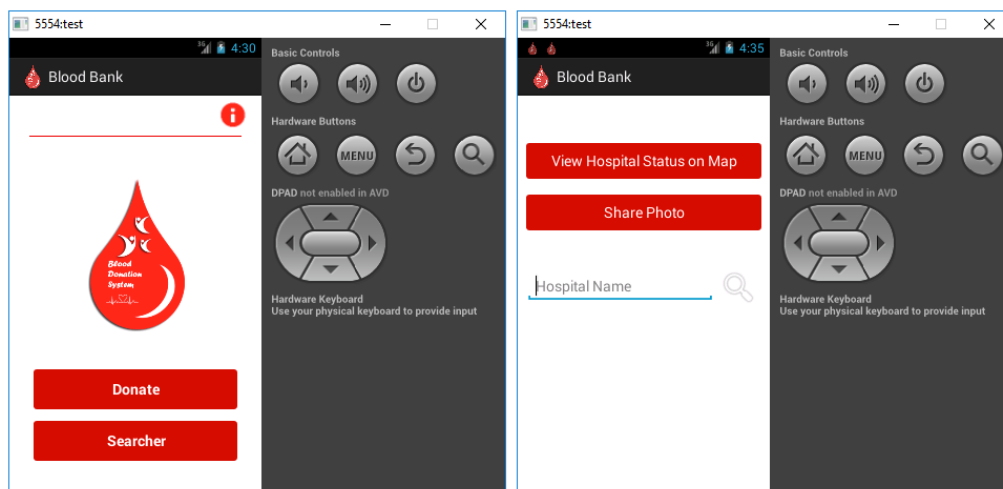 5554:test
3G 4:30
Blood Bank
Blood
Donation
System
Donate
Searcher
Basic Controls
Hardware Buttons
MENU
DPAD not enabled in AVD
Hardware Keyboard
Use your physical keyboard to provide input
5554:test
3G 4:35
Blood Bank
View Hospital Status on Map
Share Photo
Hospital Name
Basic Controls
Hardware Buttons
MENU
DPAD not enabled in AVD
Hardware Keyboard
Use your physical keyboard to provide input